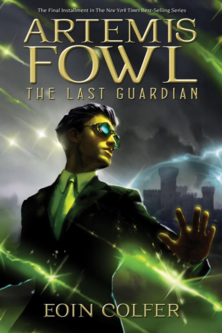 The Final Installment in The New York Times Best-Selling Series
ARTEMIS
FOWL
THE LAST GUARDIAN
EOIN COLFER